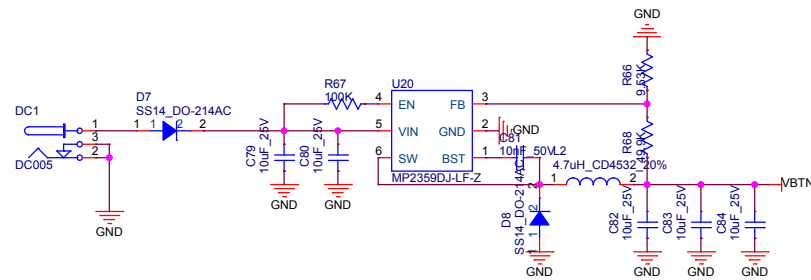 GND
R66
9.53K
U20
R67
100K
D7
SS14_DO-214AC
DC1
4
EN
FB
3
1
1
2
5
VIN
GND
2
GND
3
2
DC005
C79
10uF_25V
C80
10uF_25V
6
SW
BST
1
C81
10nF_50V
L2
4.7uH_CD4532_20%
R68
49.9K
MP2359DJ-LF-Z
1
2
VBTN
D8
SS14_DO-214AC
1
2
C82
10uF_25V
C83
10uF_25V
C84
10uF_25V
GND
GND
GND
GND
GND
GND
GND